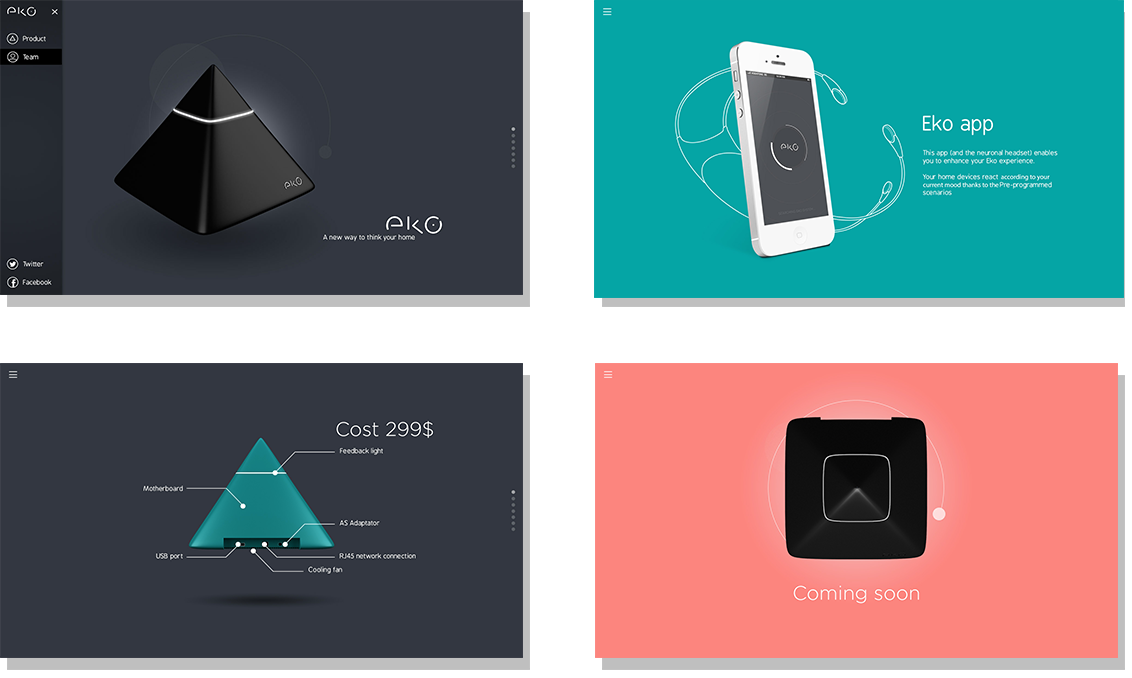 eko
Product
Team
eko
eko
A new way to think your home
Twitter
Facebook
eko
Eko app
This app (and the neuronal headset) enables
you to enhance your Eko experience.
Your home devices react according to your
current mood thanks to the Pre-programmed
scenarios
Cost 299$
Feedback light
Motherboard
AS Adaptator
USB port
RJ45 network connection
Cooling fan
Coming soon